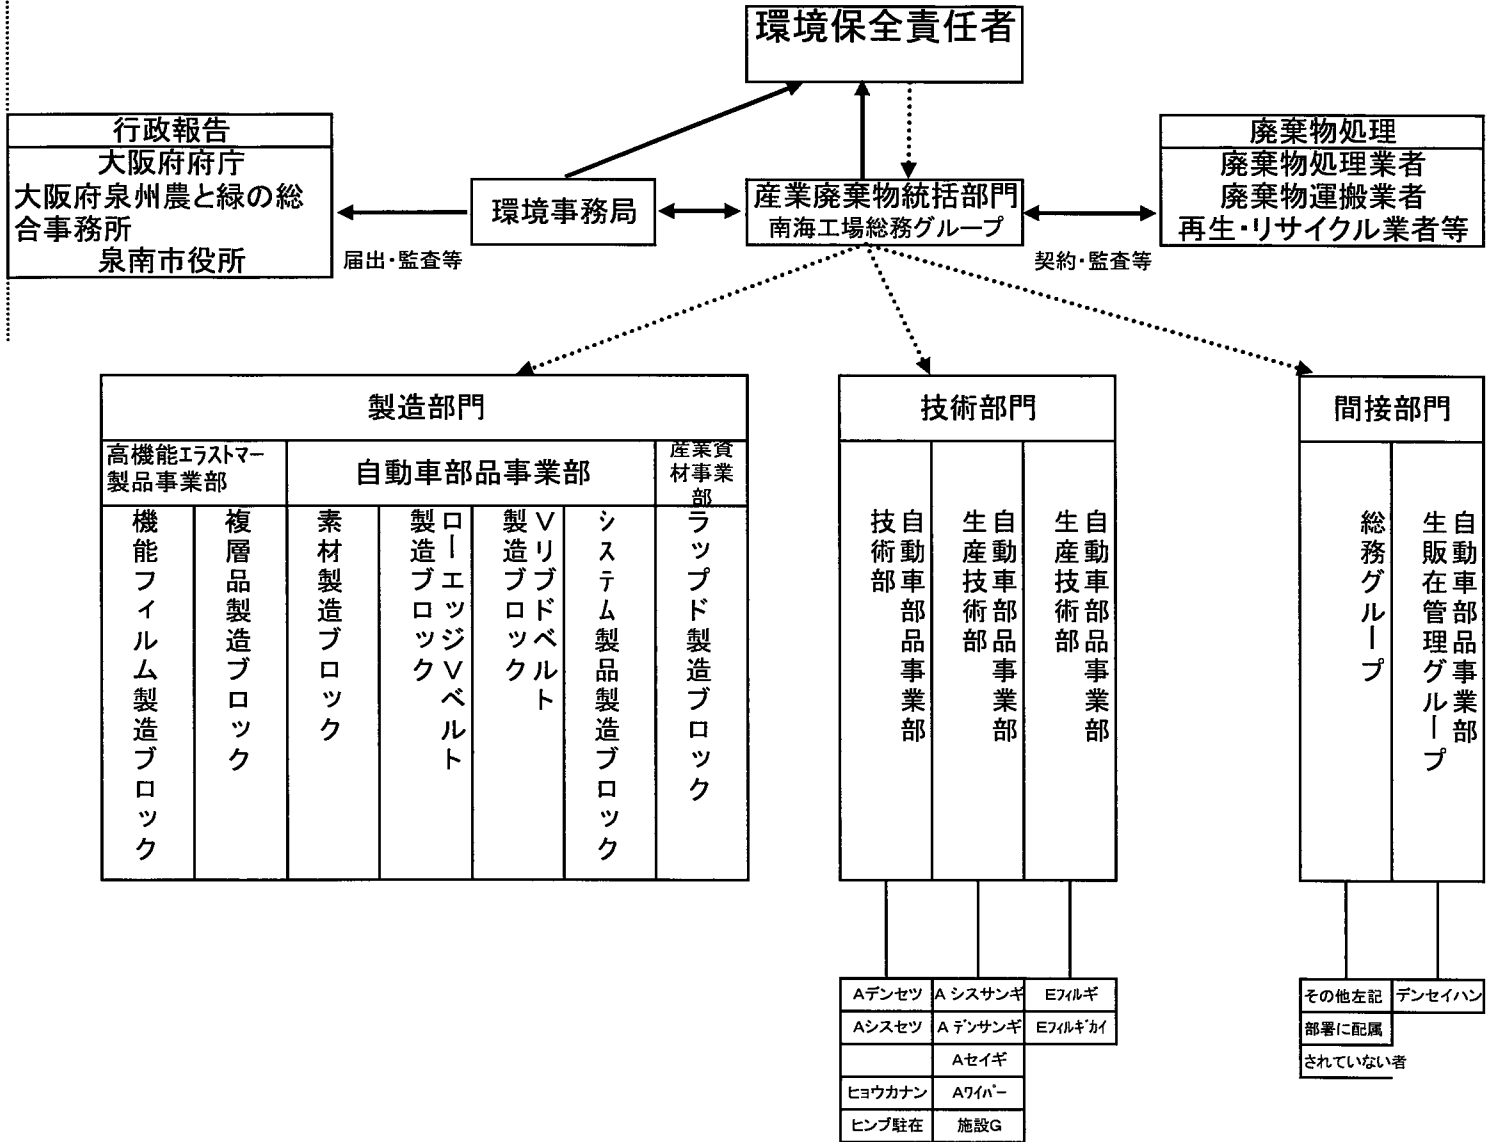 環境保全責任者
行政報告
大阪府府庁
大阪府泉州農と緑の総
合事務所
泉南市役所
届出・監査等
環境事務局
産業廃棄物統括部門
南海工場総務グループ
契約・監査等
廃棄物処理
廃棄物処理業者
廃棄物運搬業者
再生・リサイクル業者等
製造部門
高機能エラストマー
製品事業部
自動車部品事業部
産業資
材事業
部
機能フィルム製造ブロック
複層品製造ブロック
素材製造ブロック
ローエッジVベルト
製造ブロック
Vリブドベルト
製造ブロック
システム製品製造ブロック
ラップド製造ブロック
技術部門
自動車部品事業部
技術部
自動車部品事業部
生産技術部
自動車部品事業部
生産技術部
Aデンセツ
Aシスセツ
ヒョウカナン
ヒンブ駐在
A シスサンギ
A デンサンギ
Aセイギ
Aワイパー
施設G
Eフィルギ
Eフィルギカイ
間接部門
総務グループ
自動車部品事業部
生販在管理グループ
その他左記
部署に配属
されていない者
デンセイハン